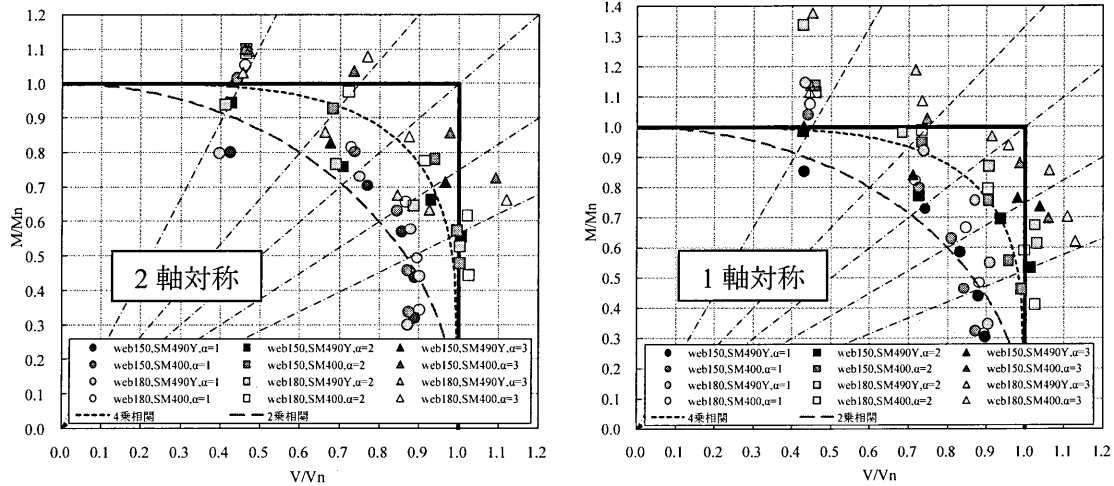 1.2
1.1
1.0
0.9
0.8
0.7
0.6
0.5
0.4
0.3
0.2
0.1
0.0
M/Mn
2軸対称
web150,SM490Y,α=1
web150,SM490Y,α=2
web150,SM490Y,α=3
web150,SM400,α=1
web150,SM400,α=2
web150,SM400,α=3
web180,SM490Y,α=1
web180,SM490Y,α=2
web180,SM490Y,α=3
web180,SM400,α=1
web180,SM400,α=2
web180,SM400,α=3
4乗相関
2乗相関
0.0 0.1 0.2 0.3 0.4 0.5 0.6 0.7 0.8 0.9 1.0 1.1 1.2
V/Vn
1.4
1.3
1.2
1.1
1.0
0.9
0.8
0.7
0.6
0.5
0.4
0.3
0.2
0.1
0.0
M/Mn
1軸対称
web150,SM490Y,α=1
web150,SM490Y,α=2
web150,SM490Y,α=3
web150,SM400,α=1
web150,SM400,α=2
web150,SM400,α=3
web180,SM490Y,α=1
web180,SM490Y,α=2
web180,SM490Y,α=3
web180,SM400,α=1
web180,SM400,α=2
web180,SM400,α=3
4乗相関
2乗相関
0.0 0.1 0.2 0.3 0.4 0.5 0.6 0.7 0.8 0.9 1.0 1.1 1.2
V/Vn